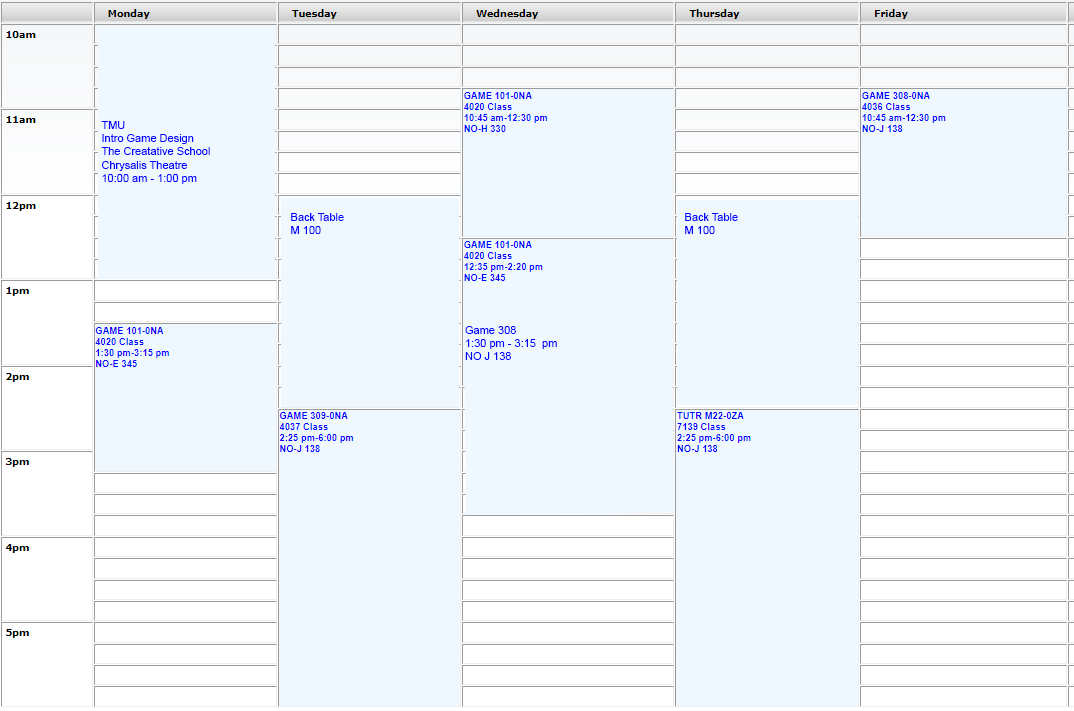 Monday Tuesday Wednesday Thursday Friday
10am
11am
12pm
1pm
2pm
3pm
4pm
5pm
TMU
Intro Game Design
The Creatative School
Chrysalis Theatre
10:00 am - 1:00 pm
GAME 101-0NA
4020 Class
1:30 pm-3:15 pm
NO-E 345
Back Table
M 100
GAME 309-0NA
4037 Class
2:25 pm-6:00 pm
NO-J 138
GAME 101-0NA
4020 Class
10:45 am-12:30 pm
NO-H 330
GAME 101-0NA
4020 Class
12:35 pm-2:20 pm
NO-E 345
Game 308
1:30 pm - 3:15 pm
NO J 138
Back Table
M 100
TUTR M22-0ZA
7139 Class
2:25 pm-6:00 pm
NO-J 138
GAME 308-0NA
4036 Class
10:45 am-12:30 pm
NO-J 138